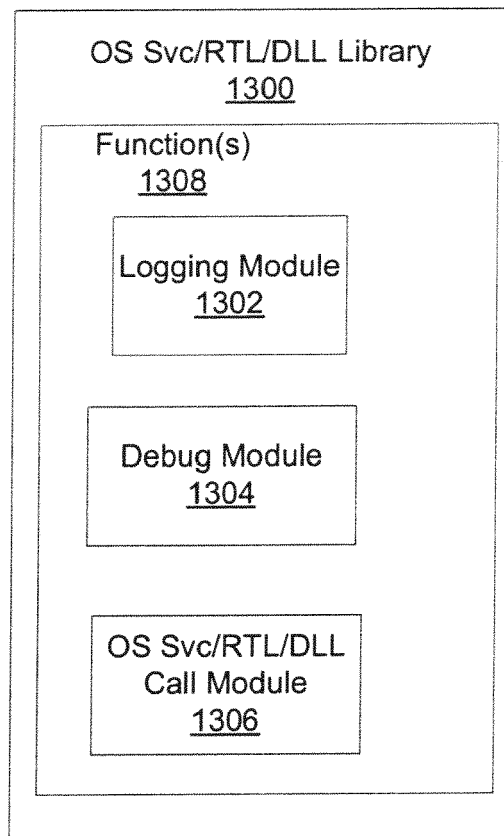 OS Svc/RTL/DLL Library
1300
Function(s)
1308
Logging Module
1302
Debug Module
1304
OS Svc/RTL/DLL
Call Module
1306